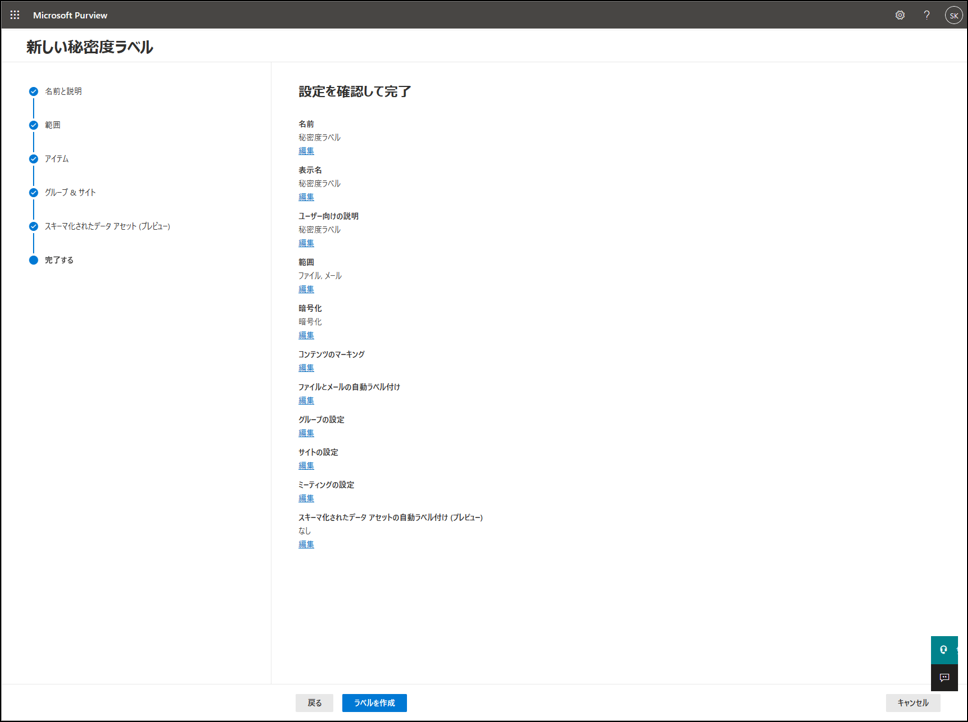 Microsoft Purview
?
SK
新しい秘密度ラベル
名前と説明
範囲
アイテム
グループ & サイト
スキーマ化されたデータ アセット (プレビュー)
完了する
設定を確認して完了
名前
秘密度ラベル
編集
表示名
秘密度ラベル
編集
ユーザー向けの説明
秘密度ラベル
編集
範囲
ファイル, メール
編集
暗号化
暗号化
編集
コンテンツのマーキング
編集
ファイルとメールの自動ラベル付け
編集
グループの設定
編集
サイトの設定
編集
ミーティングの設定
編集
スキーマ化されたデータ アセットの自動ラベル付け (プレビュー)
なし
編集
戻る
ラベルを作成
キャンセル